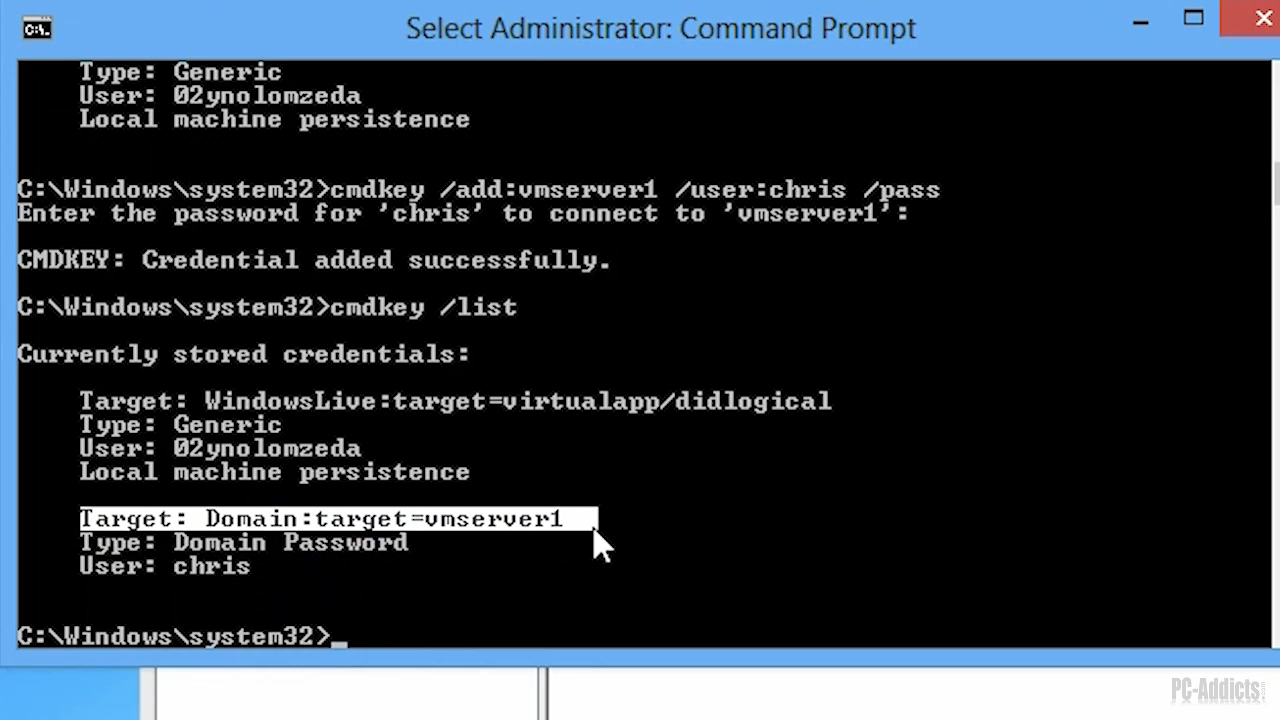 Select Administrator: Command Prompt
C:\.
Type: Generic
User: 02ynolomzeda
Local machine persistence
C:\Windows\system32>cmdkey /add:vmserver1 /user:chris /pass
Enter the password for 'chris' to connect to 'vmserver1':
CMDKEY: Credential added successfully.
C:\Windows\system32>cmdkey /list
Currently stored credentials:
Target: WindowsLive:target=virtualapp/didlogical
Type: Generic
User: 02ynolomzeda
Local machine persistence
Target: Domain:target=vmserver1
Type: Domain Password
User: chris
C:\Windows\system32>_
PC-Addicts.com